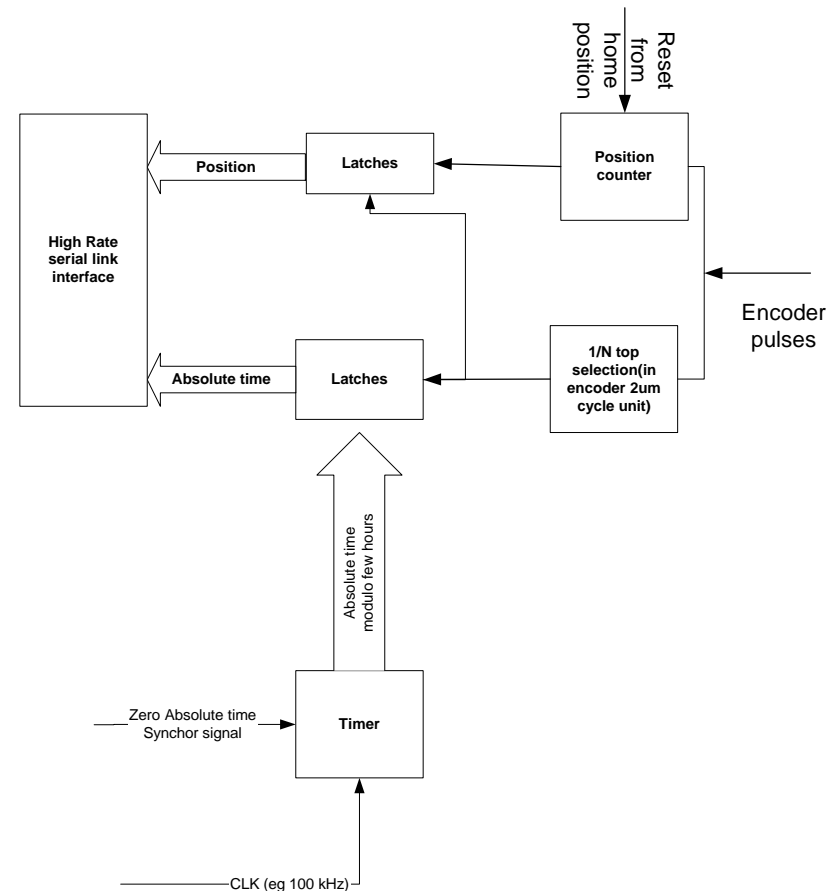 Reset
from
home
position
Position
Latches
Position
counter
High Rate
serial link
interface
Encoder
pulses
Absolute time
Latches
1/N top
selection(in
encoder 2um
cycle unit)
Absolute time
modulo few hours
Zero Absolute time
Synchor signal
Timer
CLK (eg 100 kHz)